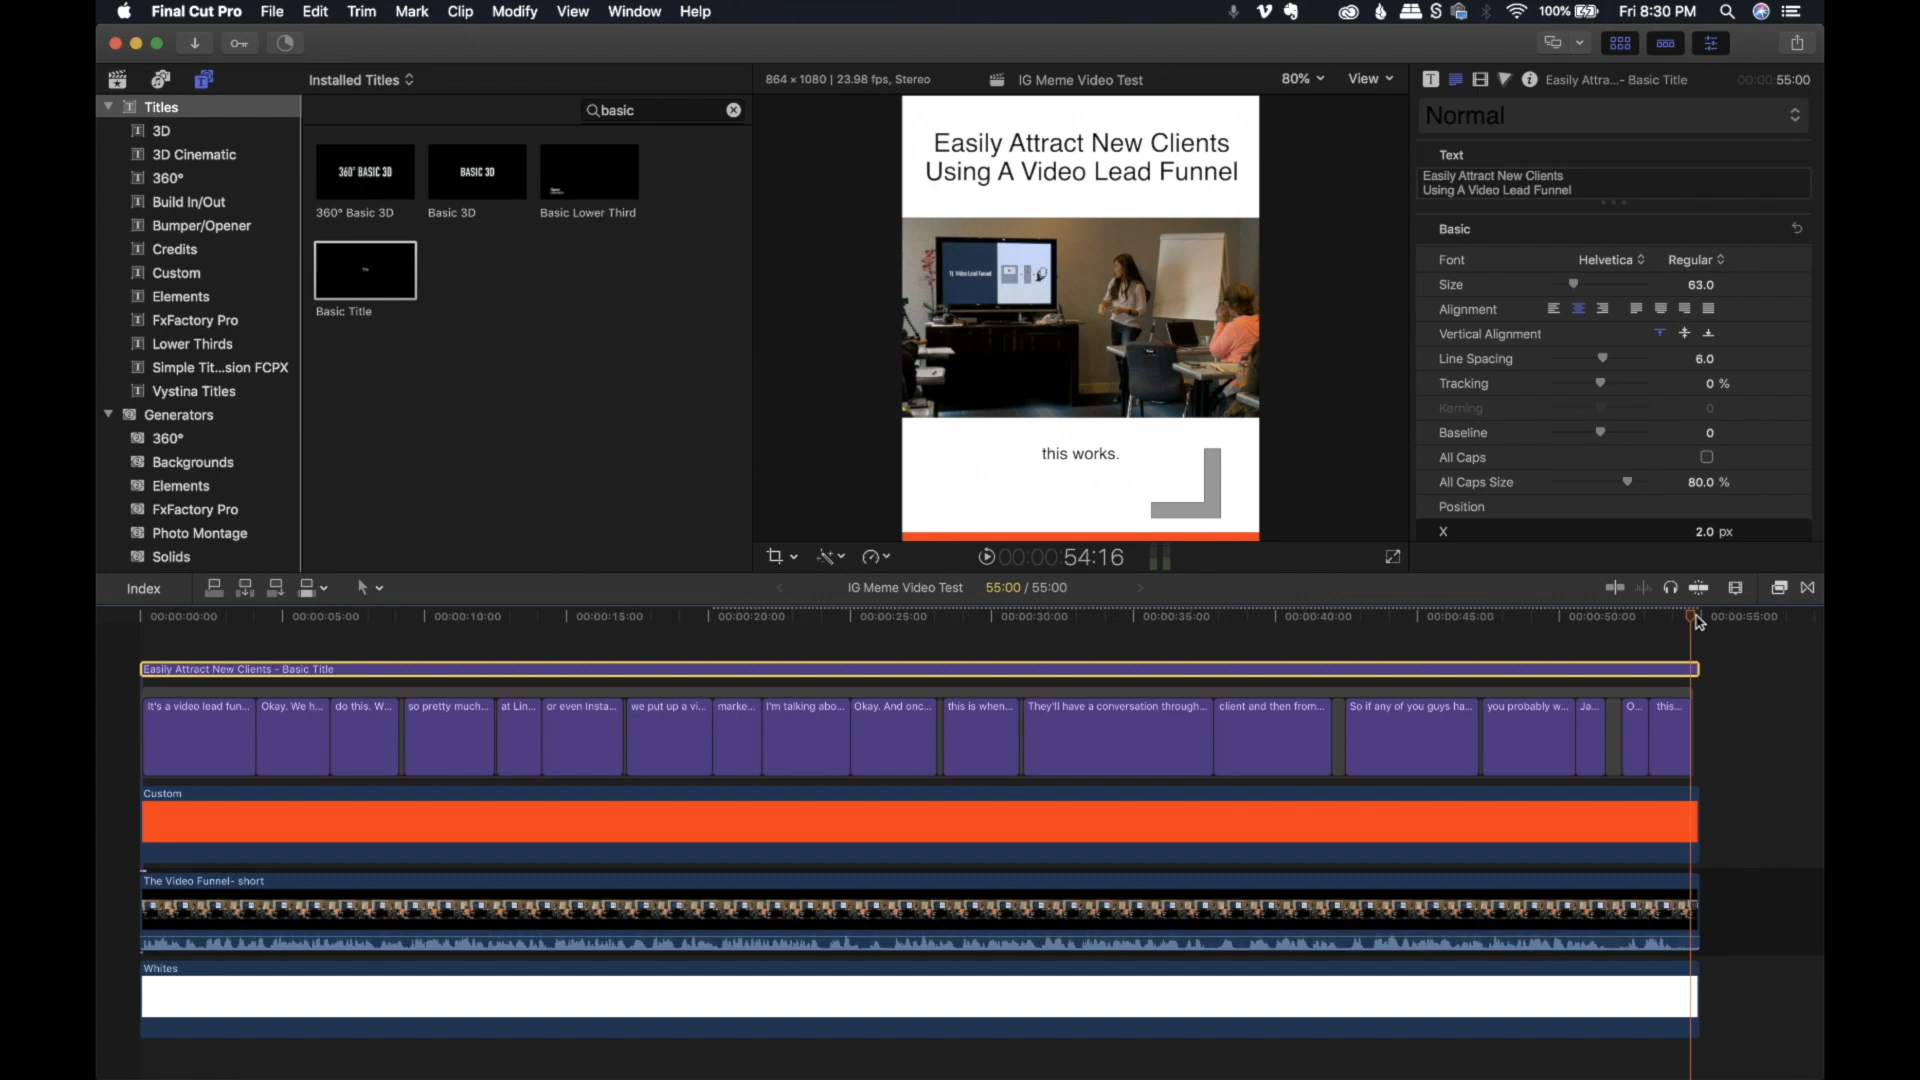 Final Cut Pro File Edit Trim Mark Clip Modify View Window Help
100% Fri 8:30 PM
Installed Titles
864 × 1080 | 23.98 fps, Stereo
IG Meme Video Test
80% View
Easily Attra...- Basic Title
00:00:55:00
Titles
3D
3D Cinematic
360°
Build In/Out
Bumper/Opener
Credits
Custom
Elements
FxFactory Pro
Lower Thirds
Simple Tit...sion FCPX
Vystina Titles
Generators
360°
Backgrounds
Elements
FxFactory Pro
Photo Montage
Solids
basic
360° BASIC 3D
BASIC 3D
360° Basic 3D
Basic 3D
Basic Lower Third
Title
Basic Title
Easily Attract New Clients
Using A Video Lead Funnel
1) Video Lead Funnel
this works.
Normal
Text
Easily Attract New Clients
Using A Video Lead Funnel
Basic
Font Helvetica Regular
Size 63.0
Alignment
Vertical Alignment
Line Spacing 6.0
Tracking 0 %
Kerning 0
Baseline 0
All Caps
All Caps Size 80.0 %
Position
X 2.0 px
00:00:54:16
Index
IG Meme Video Test 55:00 / 55:00
00:00:00:00 00:00:05:00 00:00:10:00 00:00:15:00 00:00:20:00 00:00:25:00 00:00:30:00 00:00:35:00 00:00:40:00 00:00:45:00 00:00:50:00 00:00:55:00
Easily Attract New Clients - Basic Title
It's a video lead fun... Okay. We h... do this. W... so pretty much... at Lin... or even Insta... we put up a vi... marke... I'm talking abo... Okay. And onc... this is when... They'll have a conversation through... client and then from... So if any of you guys ha... you probably w... Ja... O... this...
Custom
The Video Funnel- short
Whites